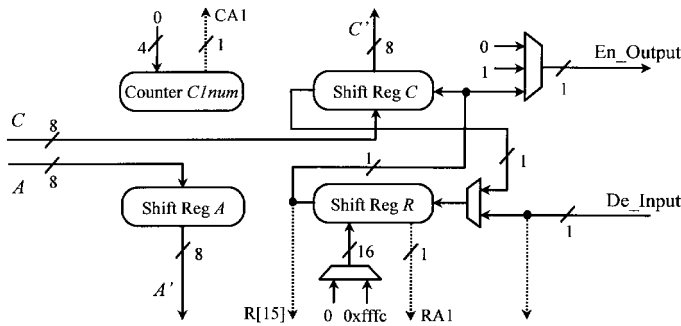 0
CA1
4
1
Counter C1num
C’
8
Shift Reg C
0
1
En_Output
1
C
8
A
8
1
1
Shift Reg A
8
A’
Shift Reg R
De_Input
1
16
1
R[15]
0
0xfffc
RA1